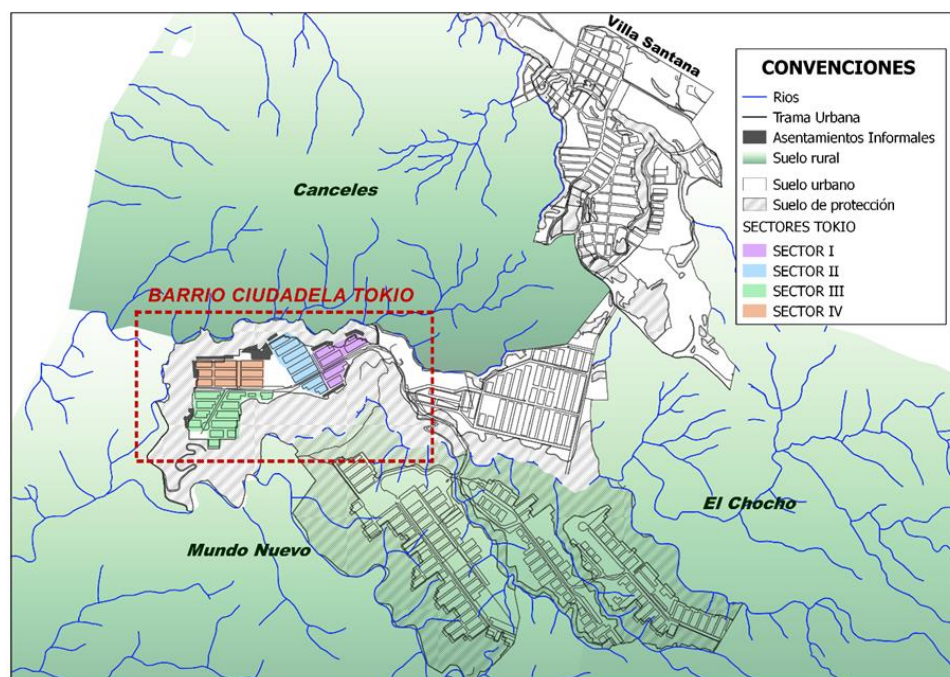 Villa Santana
CONVENCIONES
Rios
Trama Urbana
Asentamientos Informales
Suelo rural
Suelo urbano
Suelo de protección
SECTORES TOKIO
SECTOR I
SECTOR II
SECTOR III
SECTOR IV
Canceles
BARRIO CIUDADELA TOKIO
El Chocho
Mundo Nuevo